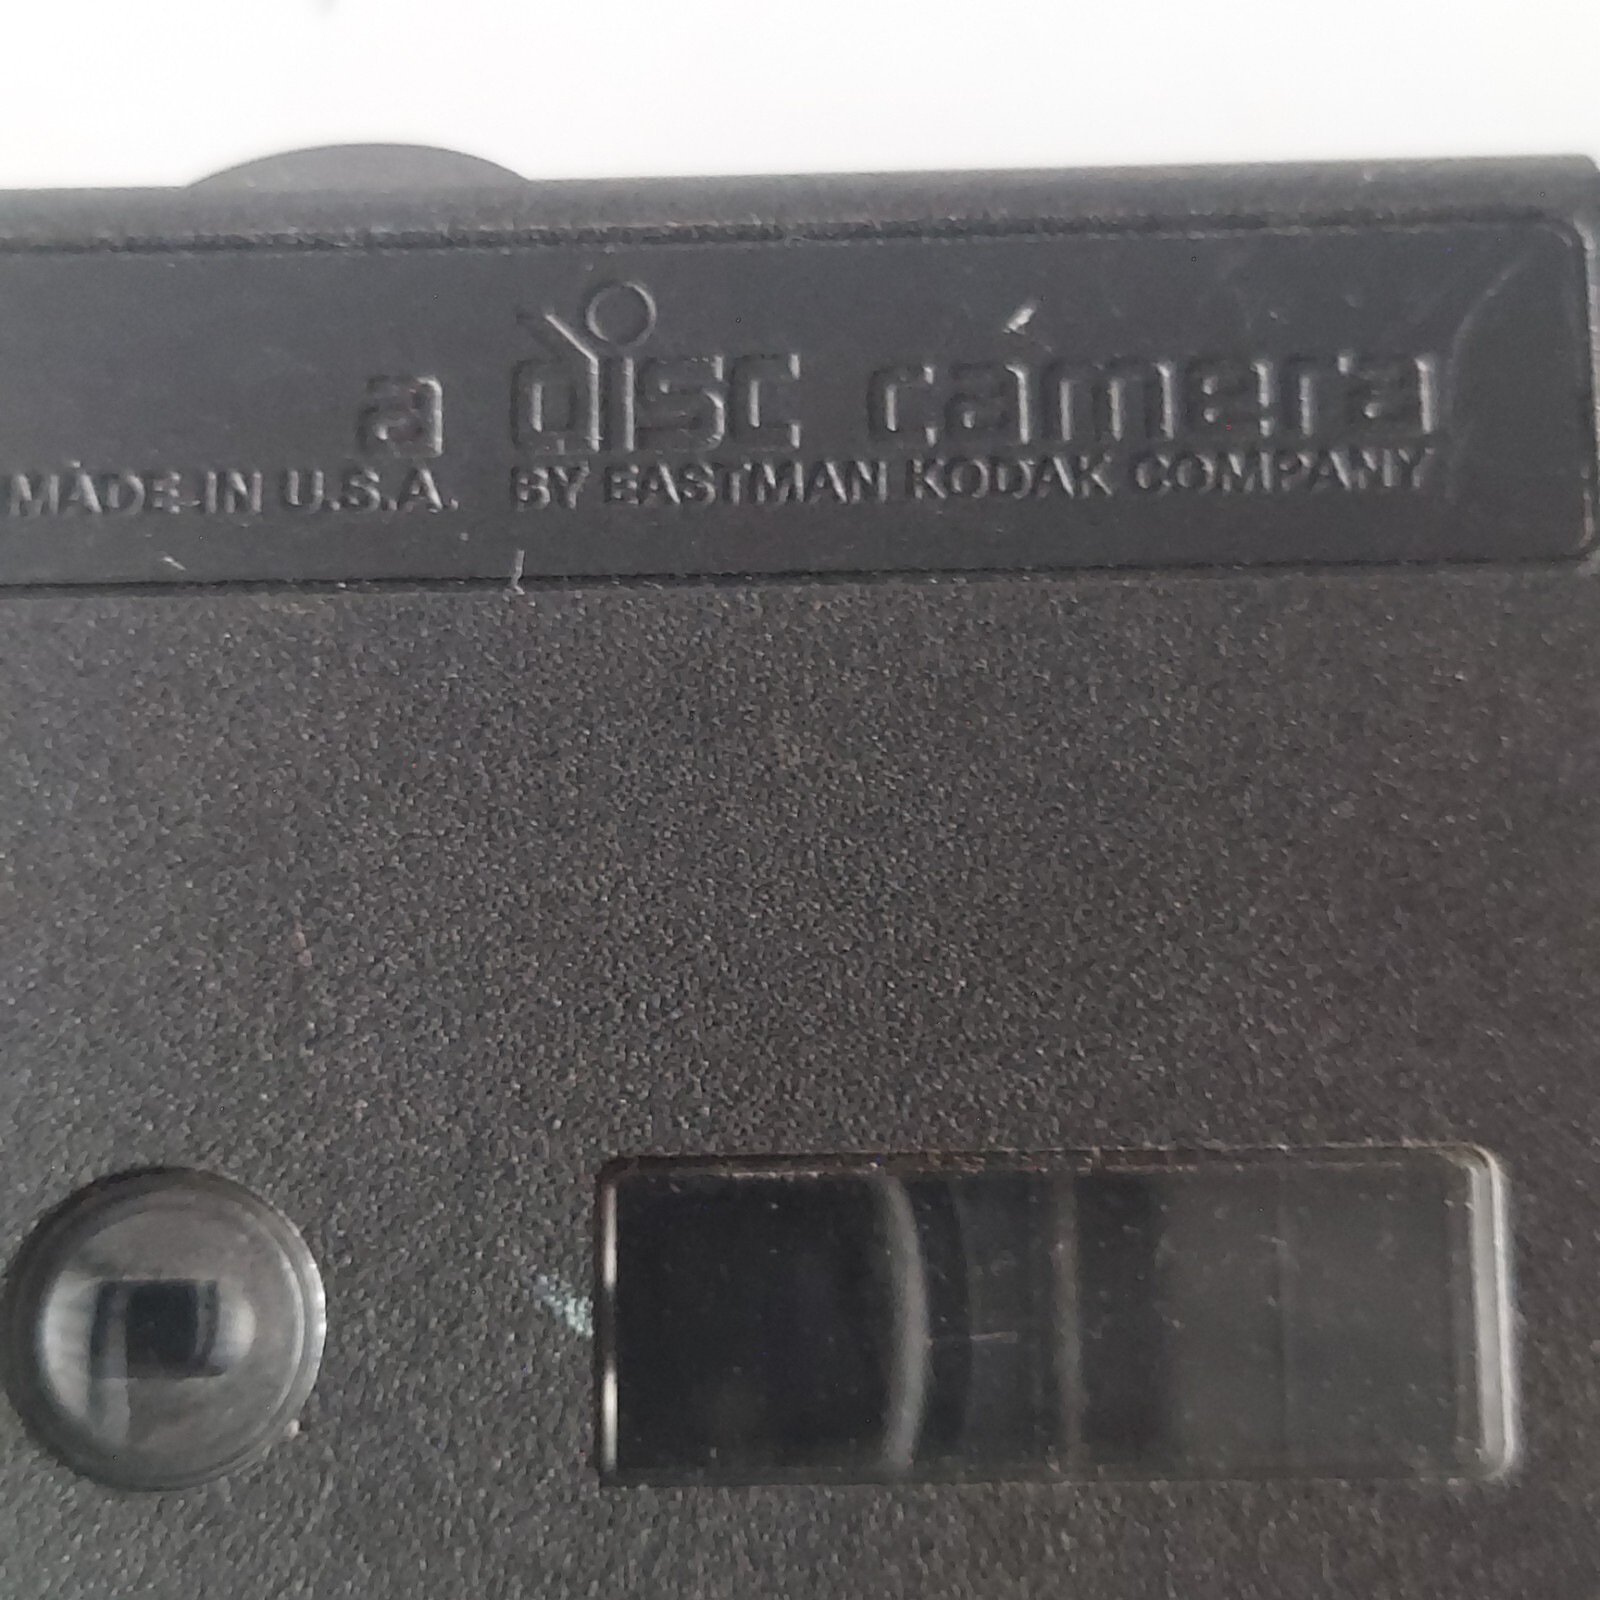 a disc camera
MADE IN U.S.A. BY EASTMAN KODAK COMPANY